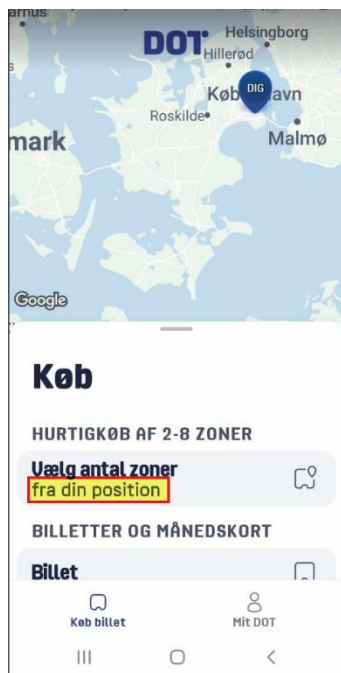 arhus
Helsingborg
DOT
Hillerød
s
DIG
Køb
avn
Roskilde
mark
Malmø
Google
Køb
HURTIGKØB AF 2-8 ZONER
Vælg antal zoner
fra din position
BILLETTER OG MÅNEDSKORT
Billet
Køb billet
Mit DOT